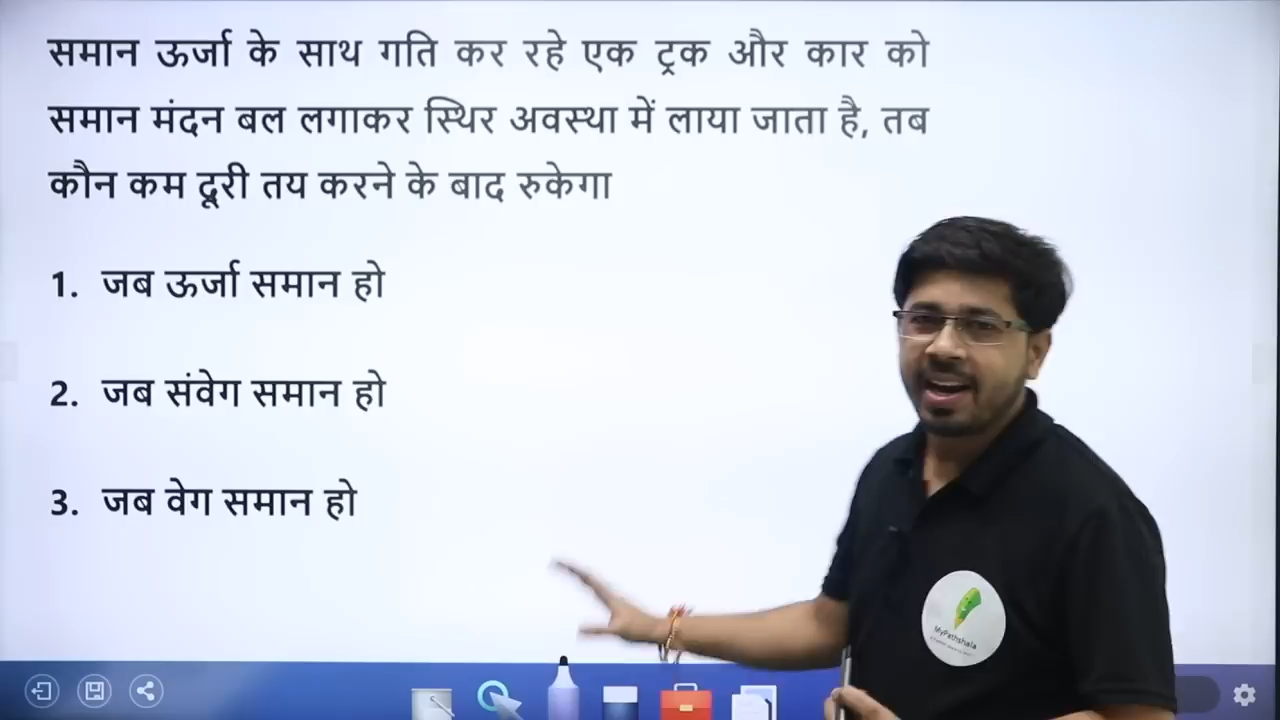 समान ऊर्जा के साथ गति कर रहे एक ट्रक और कार को
समान मंदन बल लगाकर स्थिर अवस्था में लाया जाता है, तब
कौन कम दूरी तय करने के बाद रुकेगा
1. जब ऊर्जा समान हो
2. जब संवेग समान हो
3. जब वेग समान हो
MyPathshala